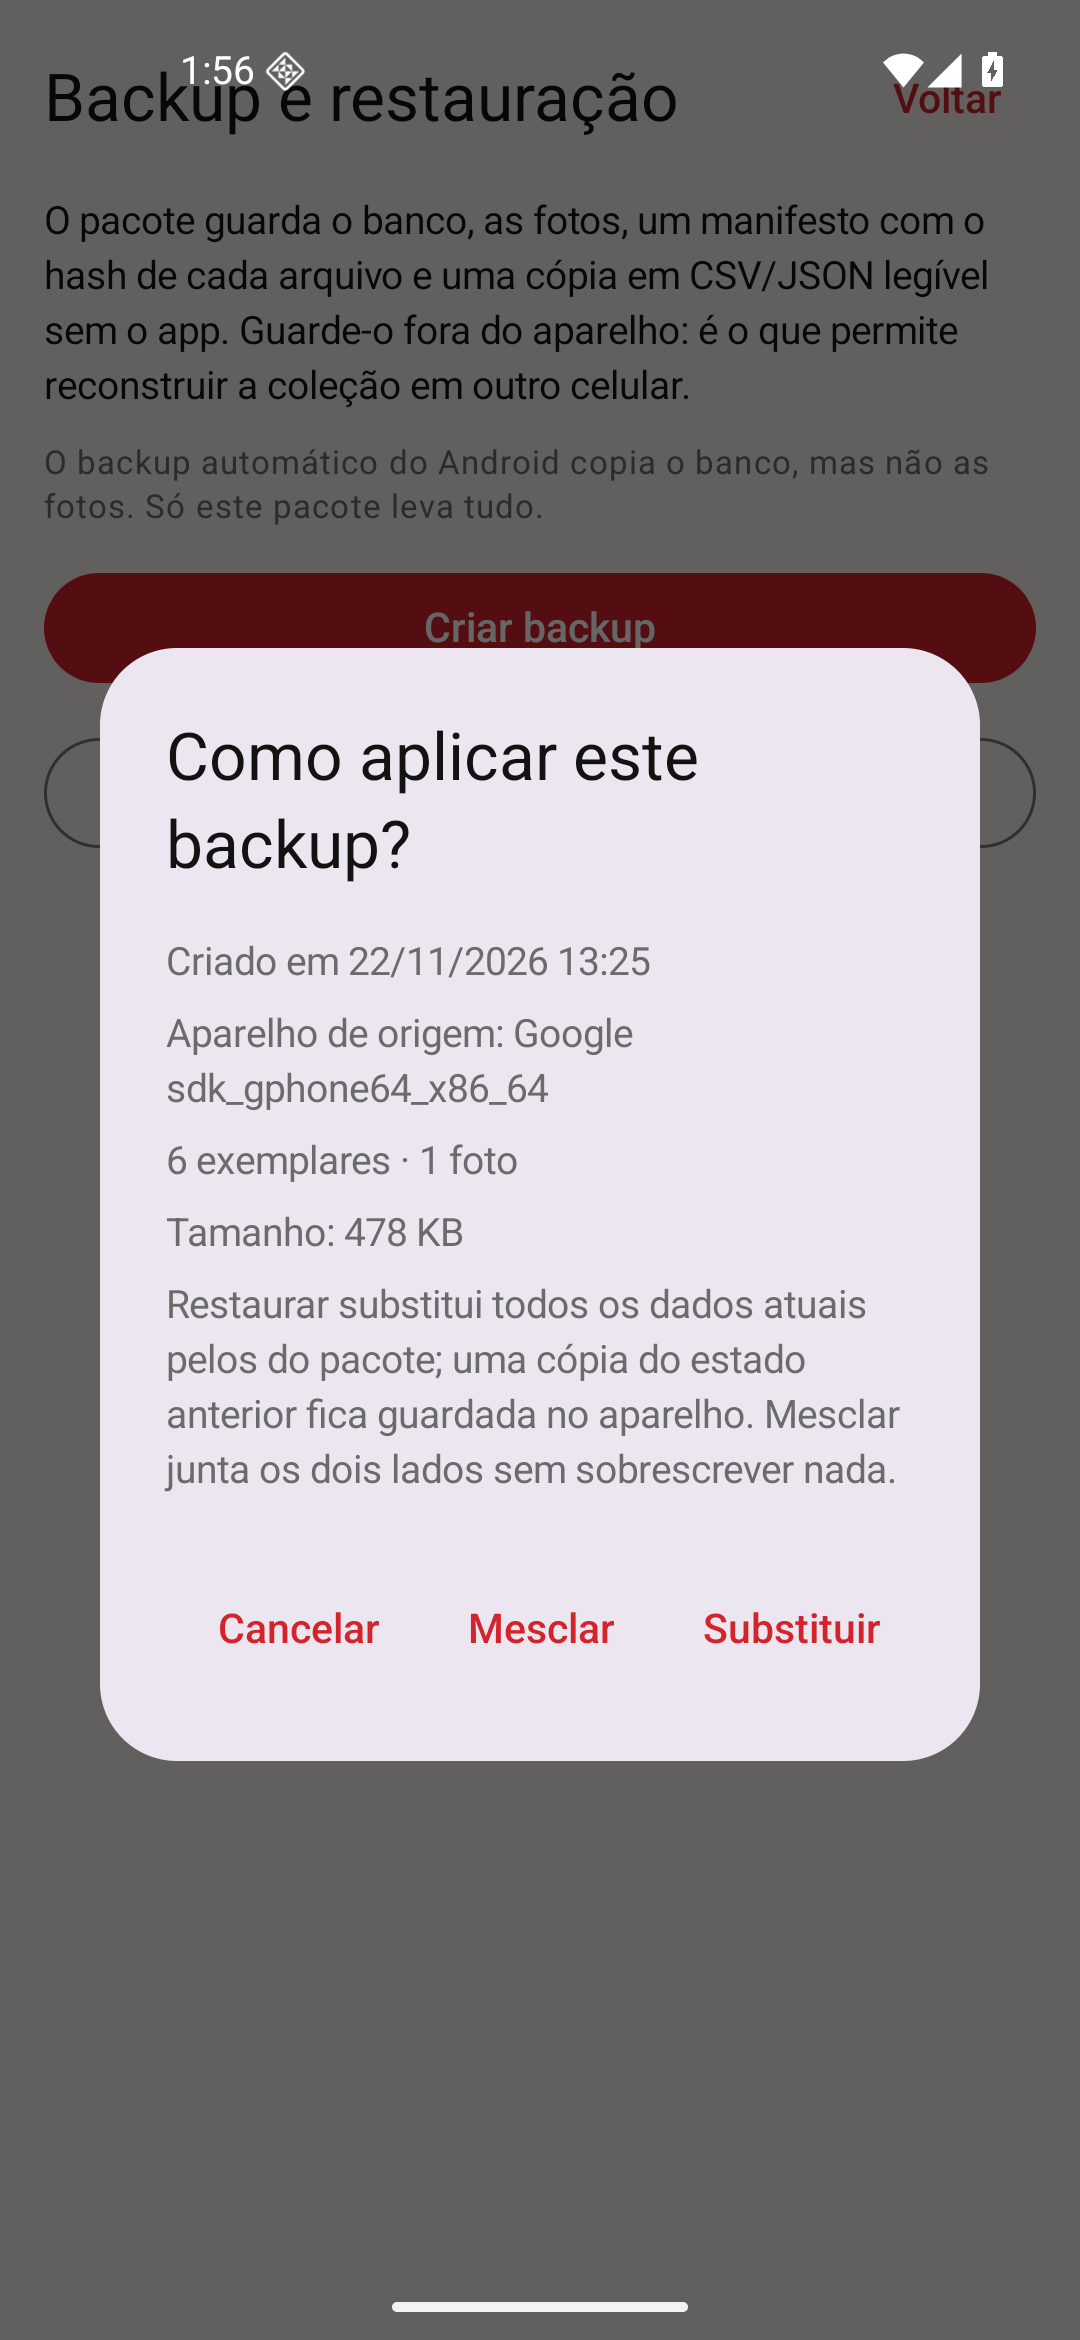 1:56
Backup e restauração
Voltar
O pacote guarda o banco, as fotos, um manifesto com o
hash de cada arquivo e uma cópia em CSV/JSON legível
sem o app. Guarde-o fora do aparelho: é o que permite
reconstruir a coleção em outro celular.
O backup automático do Android copia o banco, mas não as
fotos. Só este pacote leva tudo.
Criar backup
Como aplicar este
backup?
Criado em 22/11/2026 13:25
Aparelho de origem: Google
sdk_gphone64_x86_64
6 exemplares · 1 foto
Tamanho: 478 KB
Restaurar substitui todos os dados atuais
pelos do pacote; uma cópia do estado
anterior fica guardada no aparelho. Mesclar
junta os dois lados sem sobrescrever nada.
Cancelar
Mesclar
Substituir